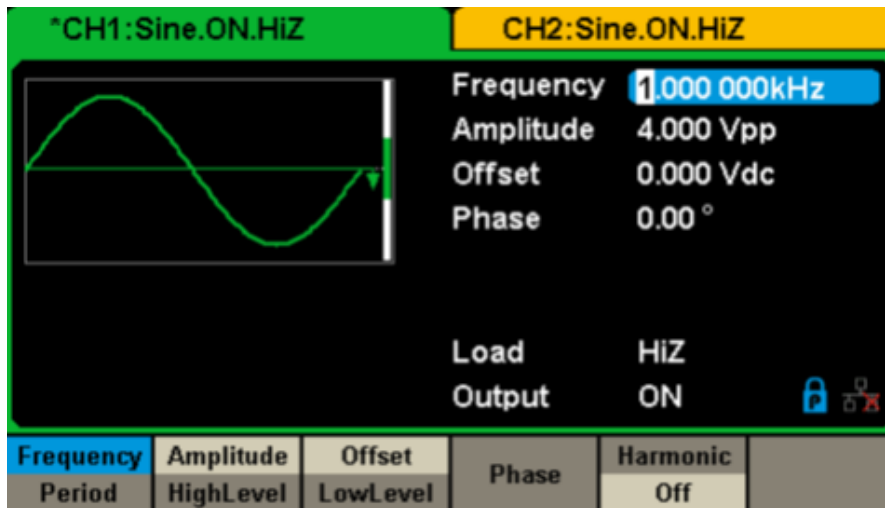 *CH1:Sine.ON.HiZ
CH2:Sine.ON.HiZ
Frequency 1.000 000kHz
Amplitude 4.000 Vpp
Offset 0.000 Vdc
Phase 0.00 °
Load HiZ
Output ON
P
Frequency Amplitude Offset Phase Harmonic
Period HighLevel LowLevel Off